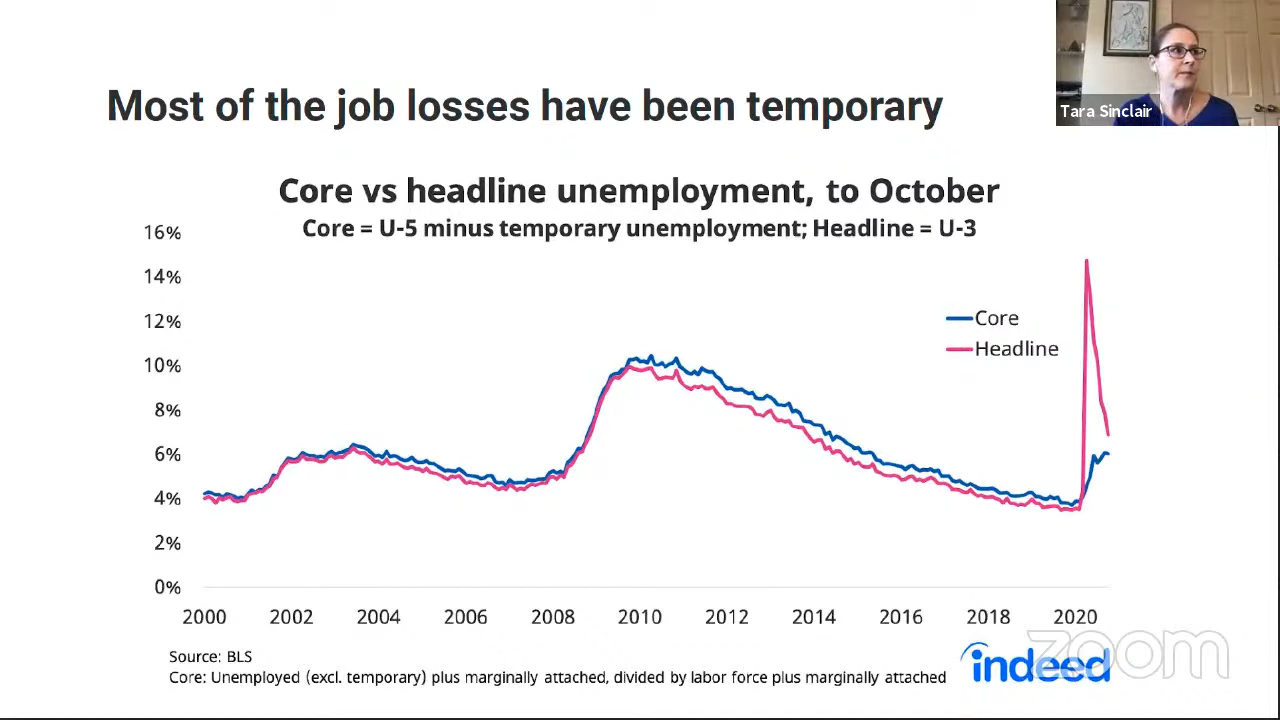 Tara Sinclair
Most of the job losses have been temporary
Core vs headline unemployment, to October
Core = U-5 minus temporary unemployment; Headline = U-3
16%
14%
12%
10%
8%
6%
4%
2%
0%
Core
Headline
2000 2002 2004 2006 2008 2010 2012 2014 2016 2018 2020
Source: BLS
Core: Unemployed (excl. temporary) plus marginally attached, divided by labor force plus marginally attached
indeed
zoom